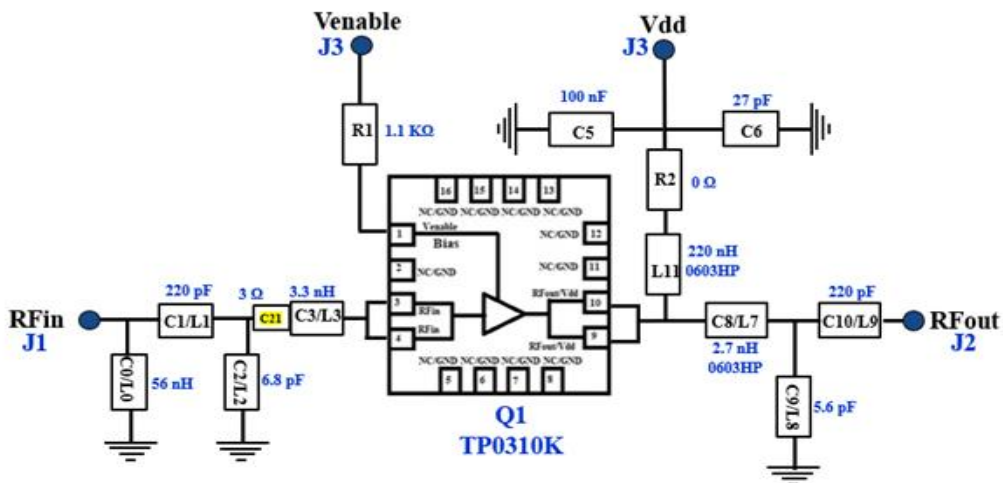 Venable
J3
Vdd
J3
100 nF
27 pF
C5
C6
R1
1.1 KΩ
R2
0 Ω
16
15
14
13
NC/GND NC/GND NC/GND NC/GND
1
Venable
Bias
NC/GND
12
2
NC/GND
NC/GND
11
L11
220 nH
0603HP
220 pF
3 Ω
3.3 nH
3
RFin
RFout/Vdd
10
RFin
J1
C1/L1
C21
C3/L3
4
RFin
RFout/Vdd
9
C8/L7
220 pF
C10/L9
RFout
J2
2.7 nH
0603HP
C0/L0
56 nH
C2/L2
6.8 pF
NC/GND NC/GND NC/GND NC/GND
5
6
7
8
C9/L8
5.6 pF
Q1
TP0310K